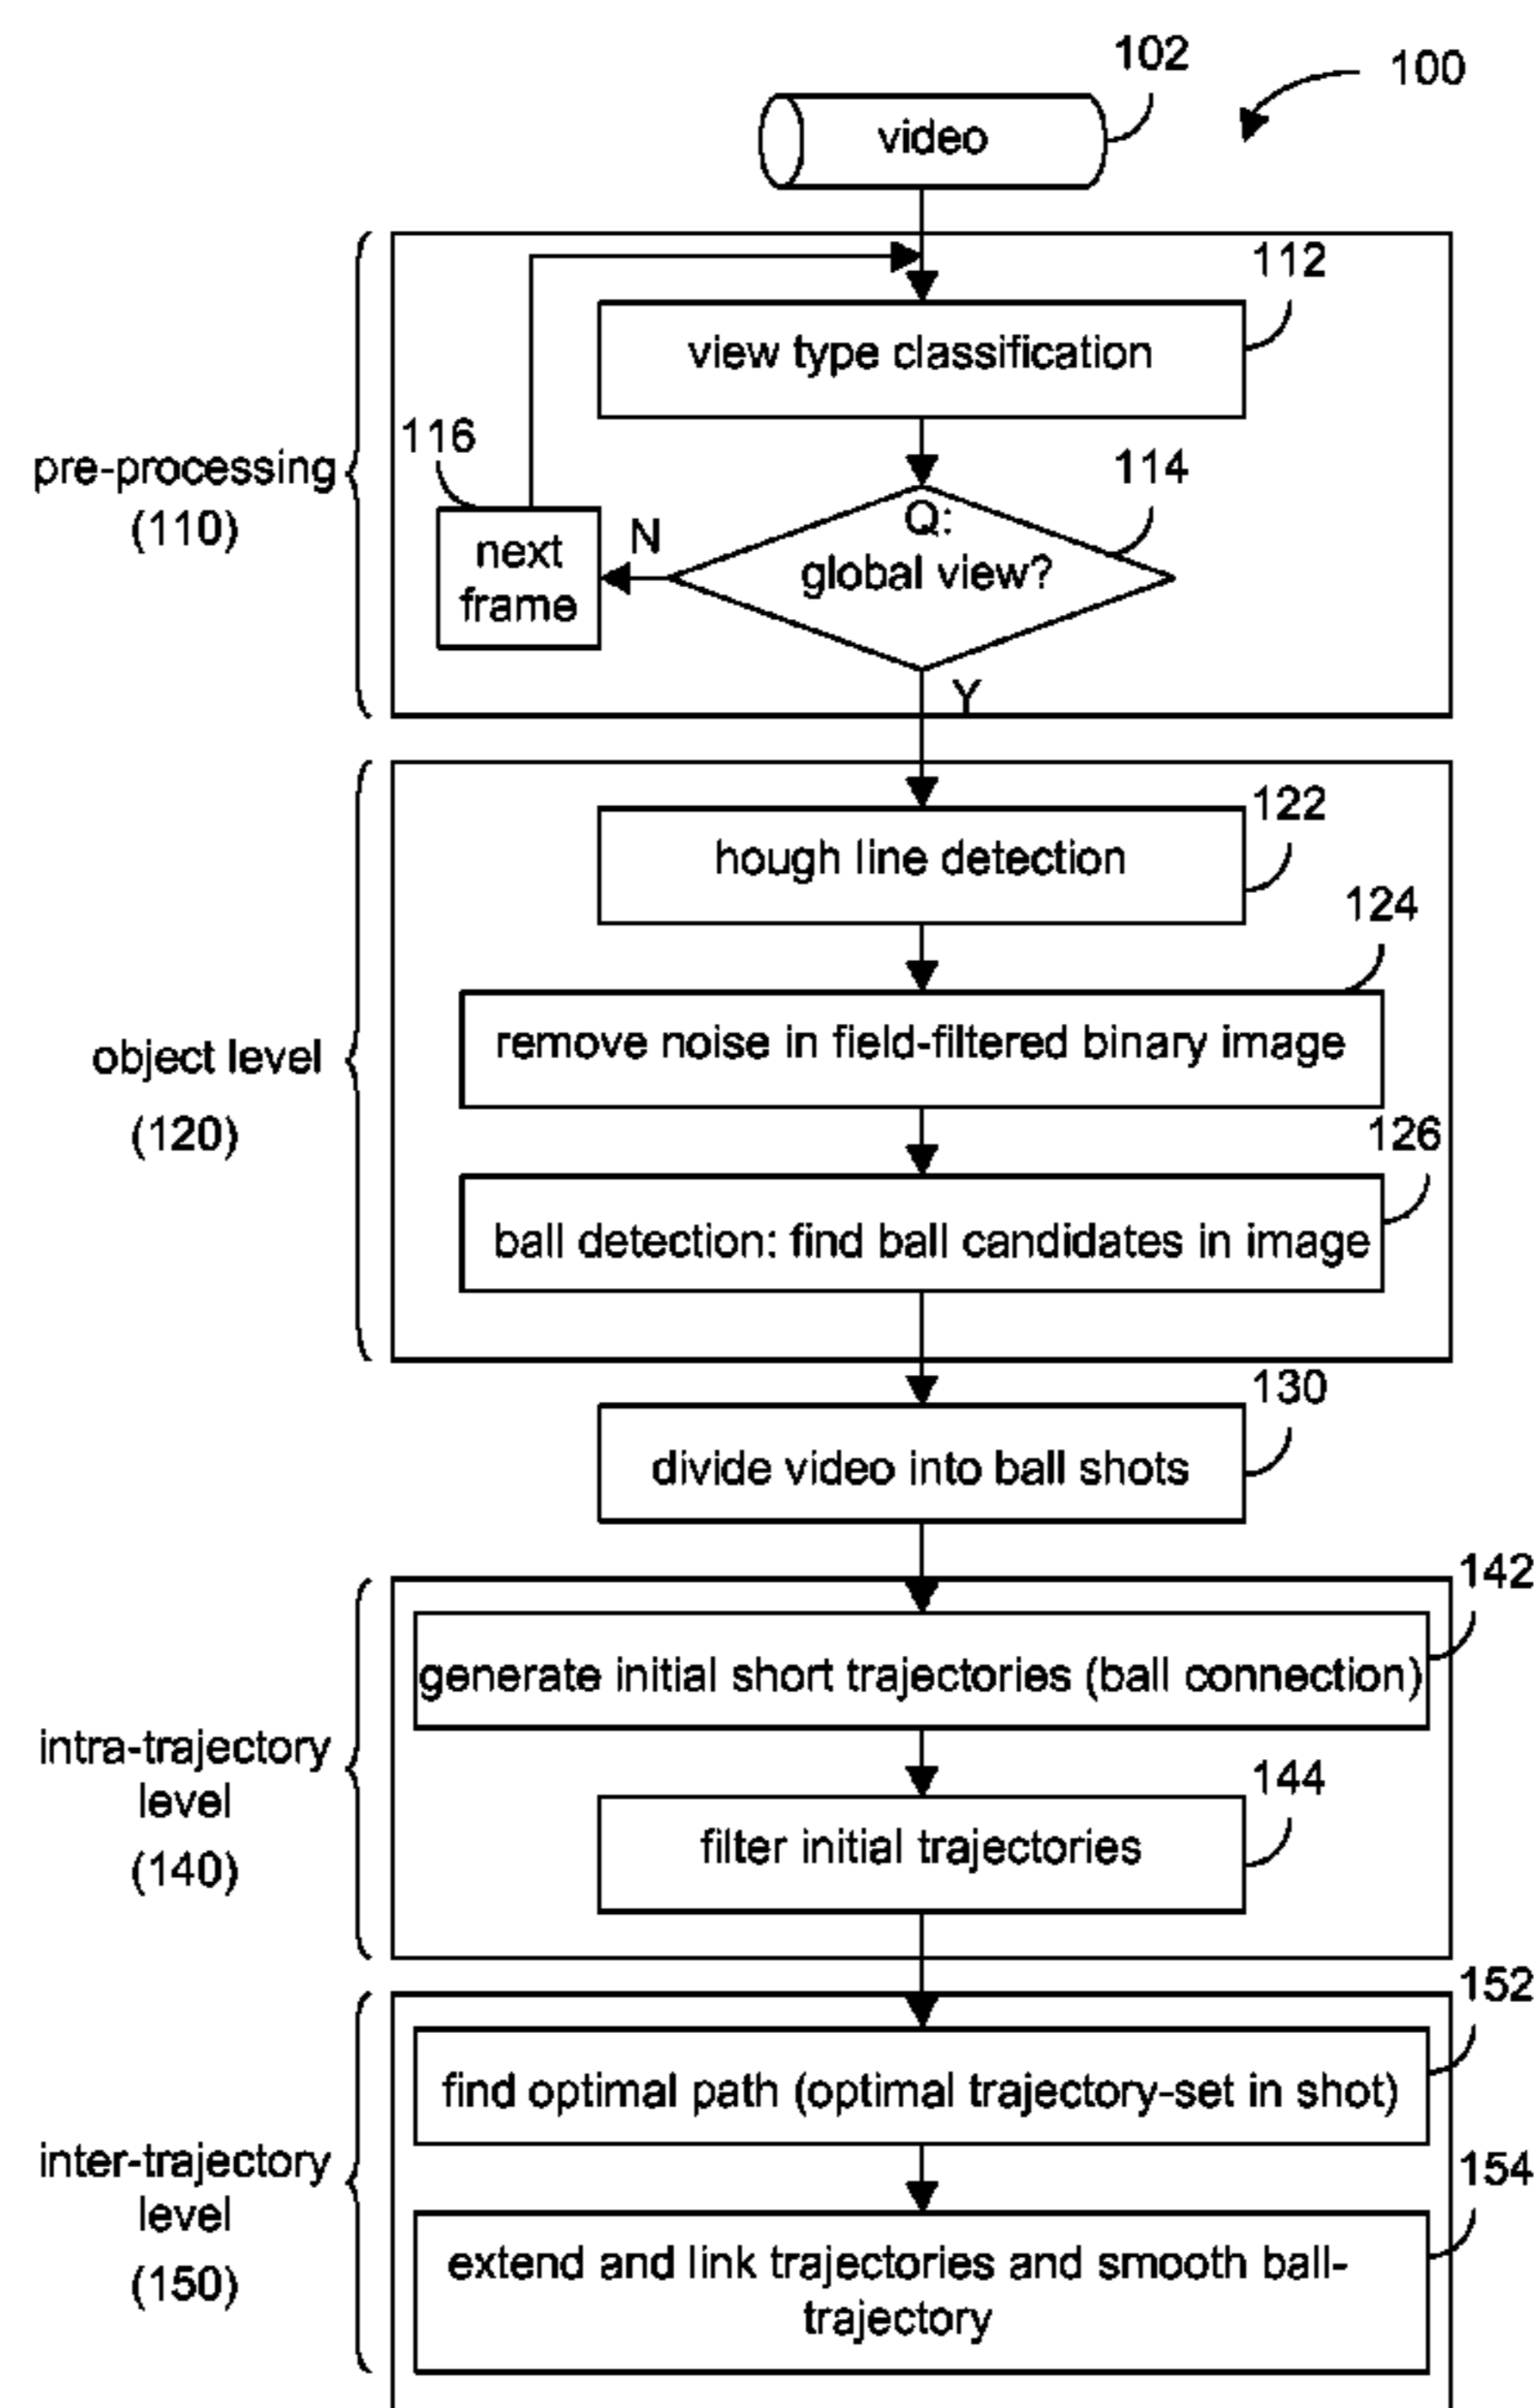 102
100
video
112
view type classification
116
114
pre-processing
(110)
Q:
global view?
N
next
frame
Y
122
hough line detection
124
remove noise in field-filtered binary image
object level
(120)
126
ball detection: find ball candidates in image
130
divide video into ball shots
142
generate initial short trajectories (ball connection)
intra-trajectory
level
(140)
144
filter initial trajectories
152
find optimal path (optimal trajectory-set in shot)
inter-trajectory
level
(150)
154
extend and link trajectories and smooth ball-
trajectory